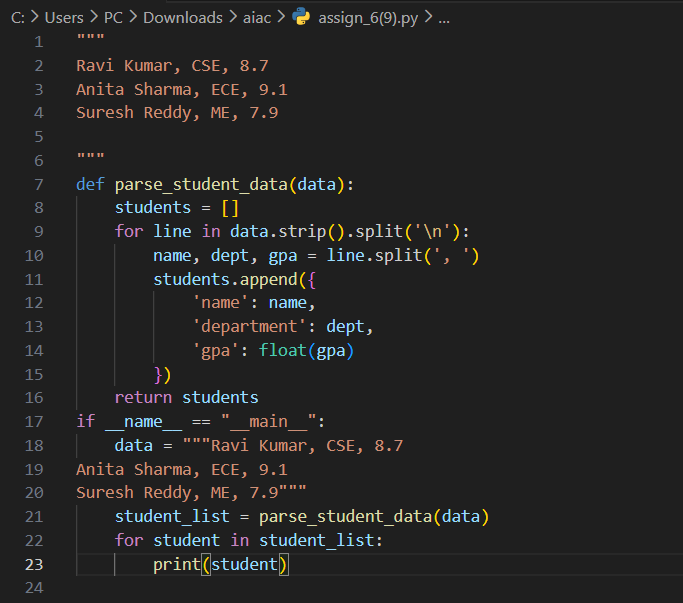 C: > Users > PC > Downloads > aiac > assign_6(9).py > ...
1 """
2 Ravi Kumar, CSE, 8.7
3 Anita Sharma, ECE, 9.1
4 Suresh Reddy, ME, 7.9
5
6 """
7 def parse_student_data(data):
8     students = []
9     for line in data.strip().split('\n'):
10         name, dept, gpa = line.split(', ')
11         students.append({
12             'name': name,
13             'department': dept,
14             'gpa': float(gpa)
15         })
16     return students
17 if __name__ == "__main__":
18     data = """Ravi Kumar, CSE, 8.7
19 Anita Sharma, ECE, 9.1
20 Suresh Reddy, ME, 7.9"""
21     student_list = parse_student_data(data)
22     for student in student_list:
23         print(student)
24